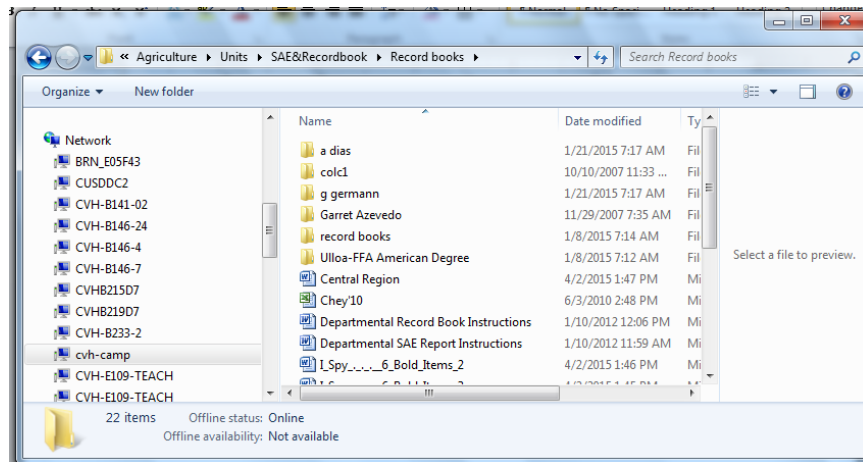 « Agriculture ▸ Units ▸ SAE&Recordbook ▸ Record books ▸ Search Record books
Organize New folder
Name Date modified Ty
Network
BRN_E05F43
CUSDDC2
CVH-B141-02
CVH-B146-24
CVH-B146-4
CVH-B146-7
CVHB215D7
CVHB219D7
CVH-B233-2
cvh-camp
CVH-E109-TEACH
CVH-E109-TEACH
a dias 1/21/2015 7:17 AM Fil
colc1 10/10/2007 11:33 ... Fil
g germann 1/21/2015 7:17 AM Fil
Garret Azevedo 11/29/2007 7:35 AM Fil
record books 1/8/2015 7:14 AM Fil
Ulloa-FFA American Degree 1/8/2015 7:12 AM Fil
Central Region 4/2/2015 1:47 PM Mi
Chey'10 6/3/2010 2:48 PM Mi
Departmental Record Book Instructions 1/10/2012 12:06 PM Mi
Departmental SAE Report Instructions 1/10/2012 11:59 AM Mi
I_Spy_._._._6_Bold_Items_2 4/2/2015 1:46 PM Mi
Select a file to preview.
22 items Offline status: Online
Offline availability: Not available